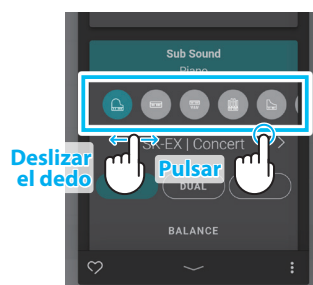 Sub Sound
Piano
SK-EX | Concert
Deslizar
el dedo
Pulsar
DUAL
BALANCE